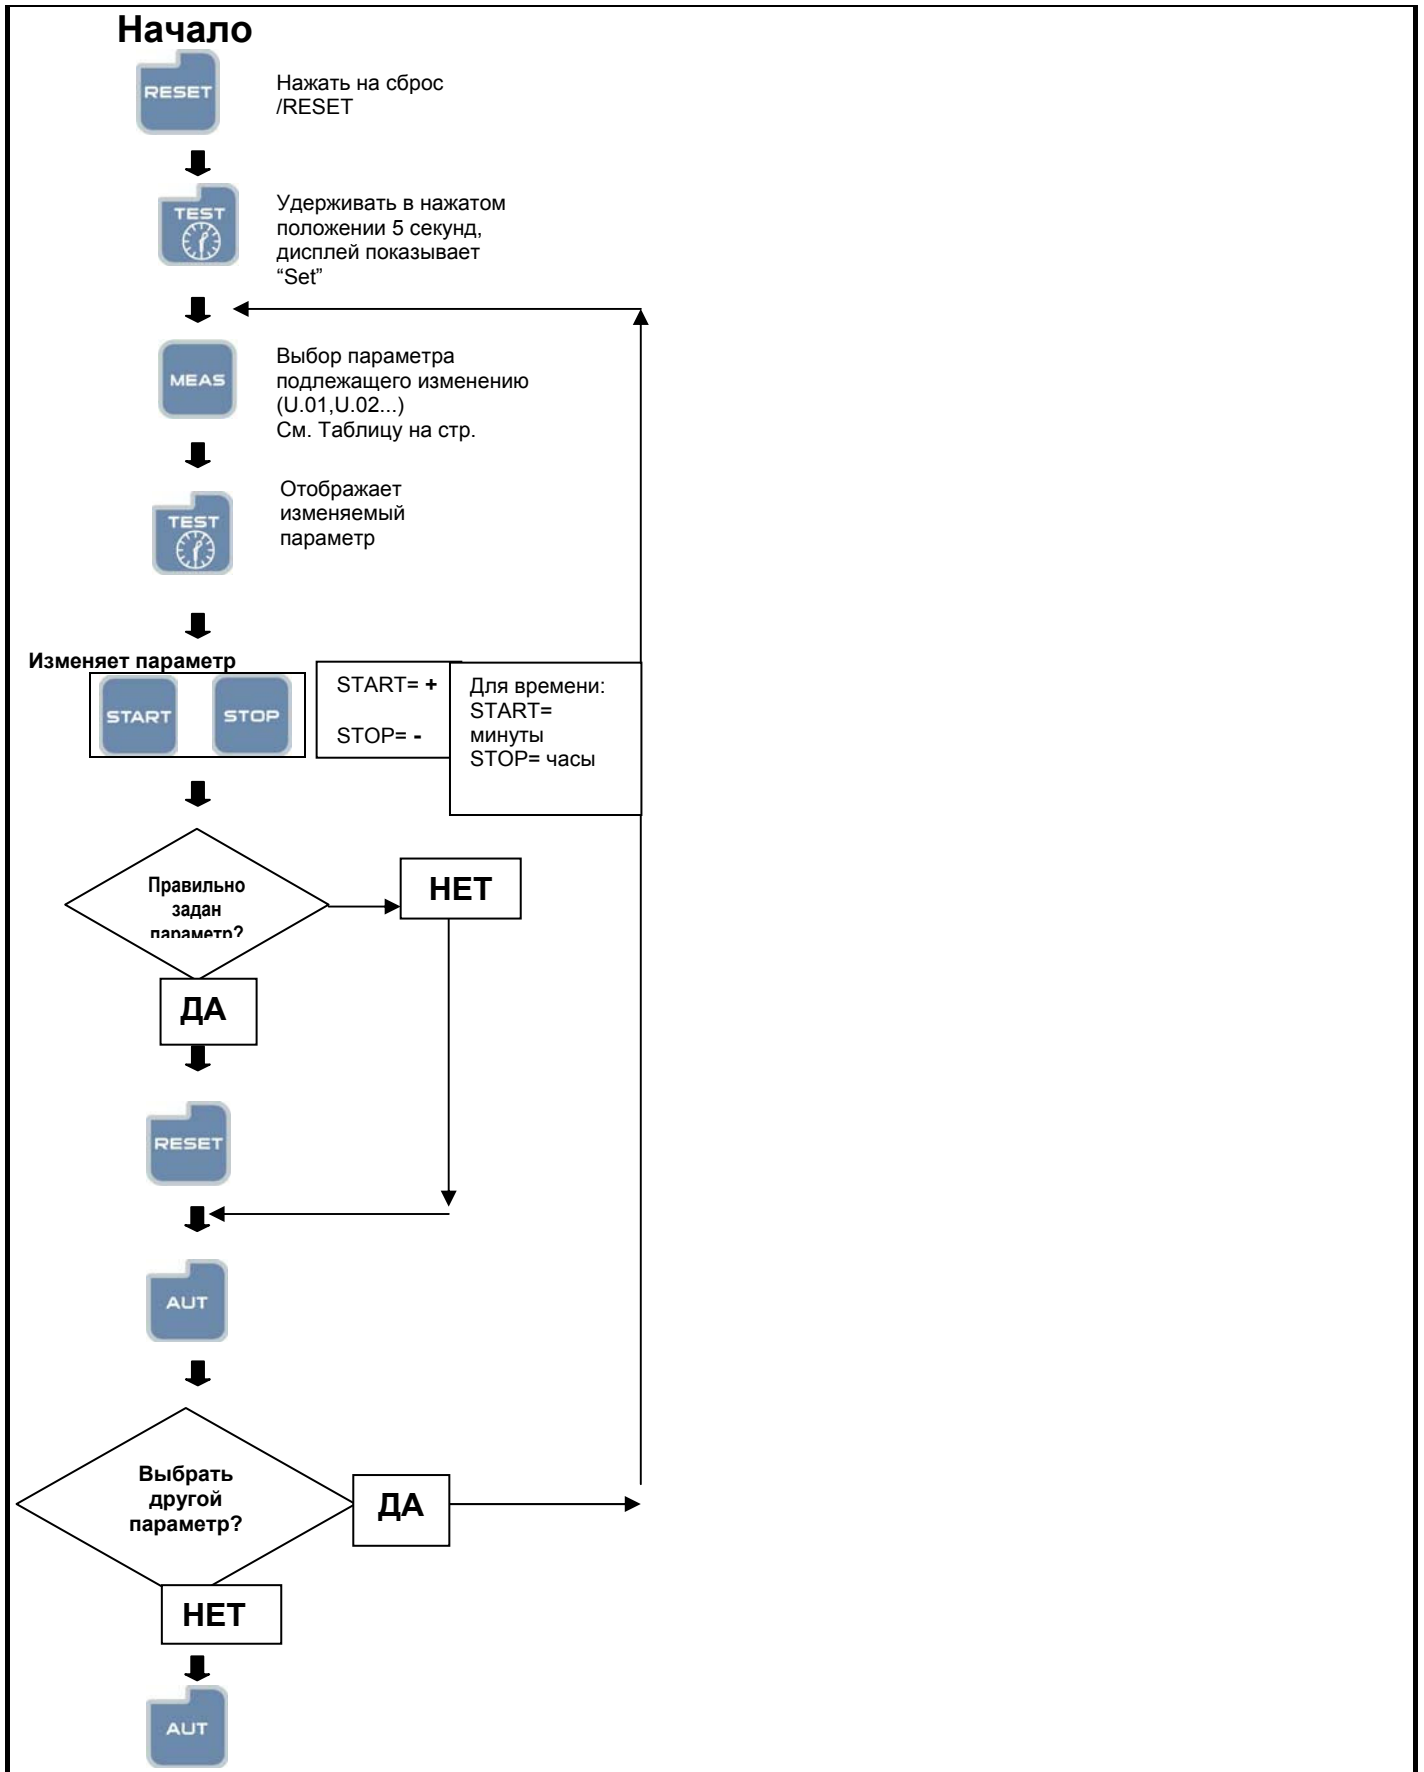 Начало
RESET
Нажать на сброс
/RESET
TEST
Удерживать в нажатом
положении 5 секунд,
дисплей показывает
“Set”
MEAS
Выбор параметра
подлежащего изменению
(U.01,U.02...)
См. Таблицу на стр.
TEST
Отображает
изменяемый
параметр
Изменяет параметр
START
STOP
START= +
STOP= -
Для времени:
START=
минуты
STOP= часы
Правильно
задан
параметр?
НЕТ
ДА
RESET
AUT
Выбрать
другой
параметр?
ДА
НЕТ
AUT